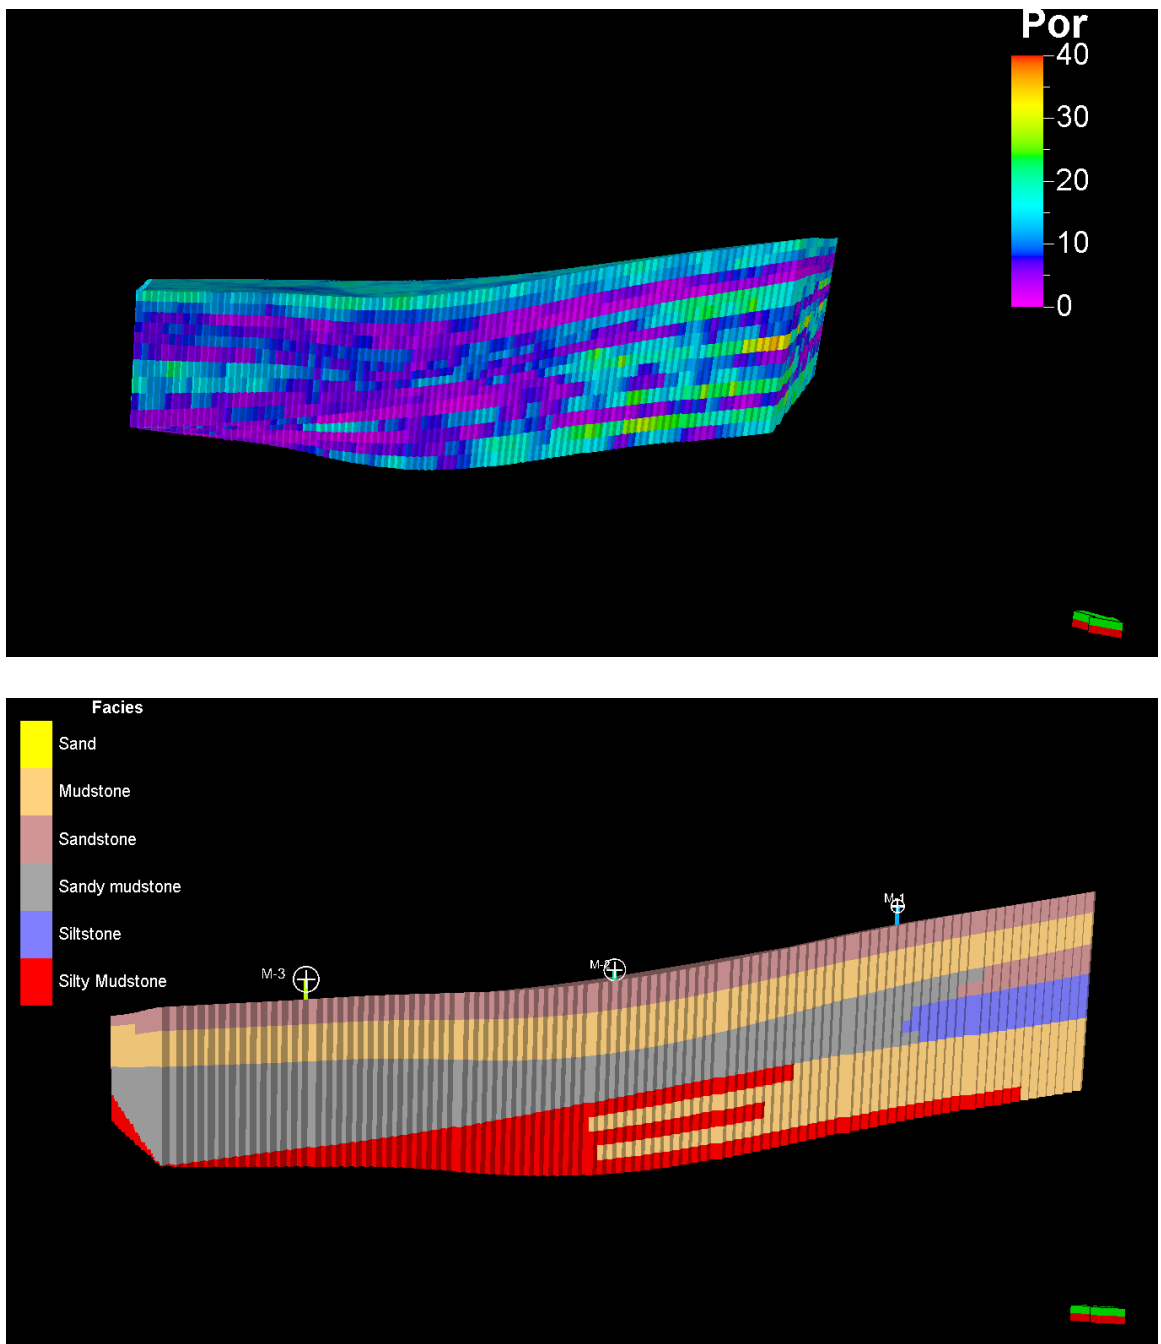 Por
40
30
20
10
0
Facies
Sand
Mudstone
Sandstone
Sandy mudstone
Siltstone
Silty Mudstone
M-1
M-2
M-3